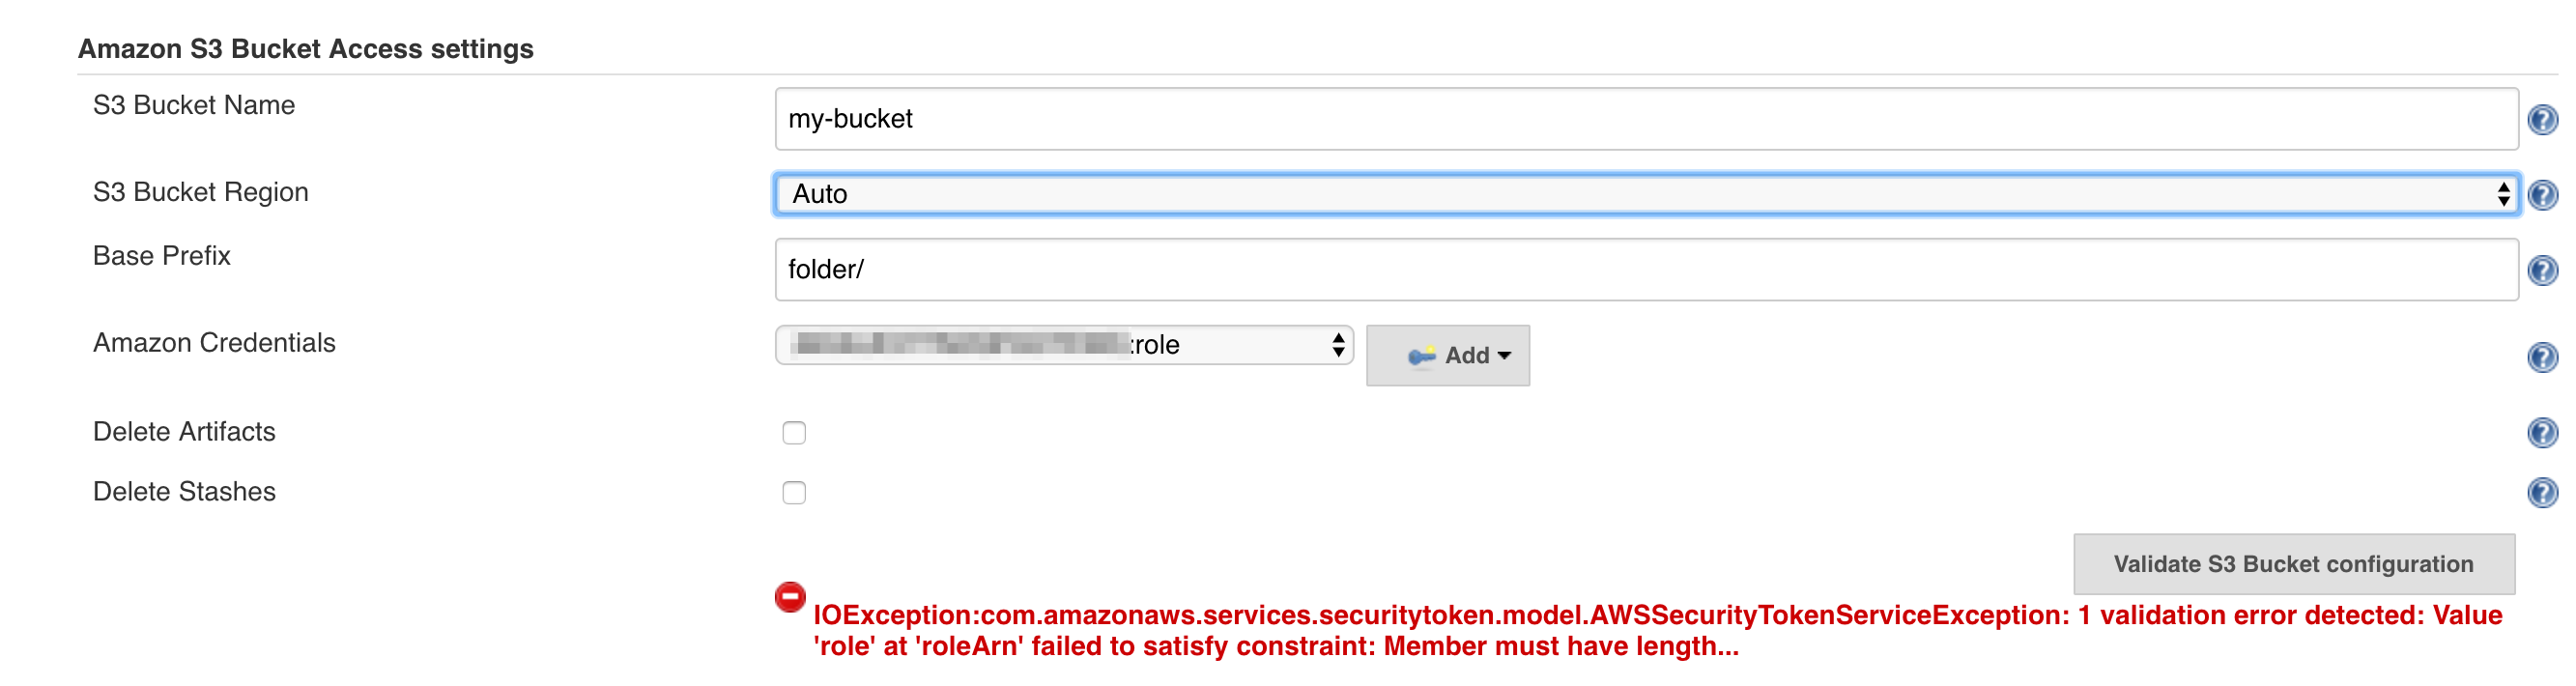 Amazon S3 Bucket Access settings
S3 Bucket Name
my-bucket
S3 Bucket Region
Auto
Base Prefix
folder/
Amazon Credentials
:role
Add
Delete Artifacts
Delete Stashes
Validate S3 Bucket configuration
IOException:com.amazonaws.services.securitytoken.model.AWSSecurityTokenServiceException: 1 validation error detected: Value
'role' at 'roleArn' failed to satisfy constraint: Member must have length...